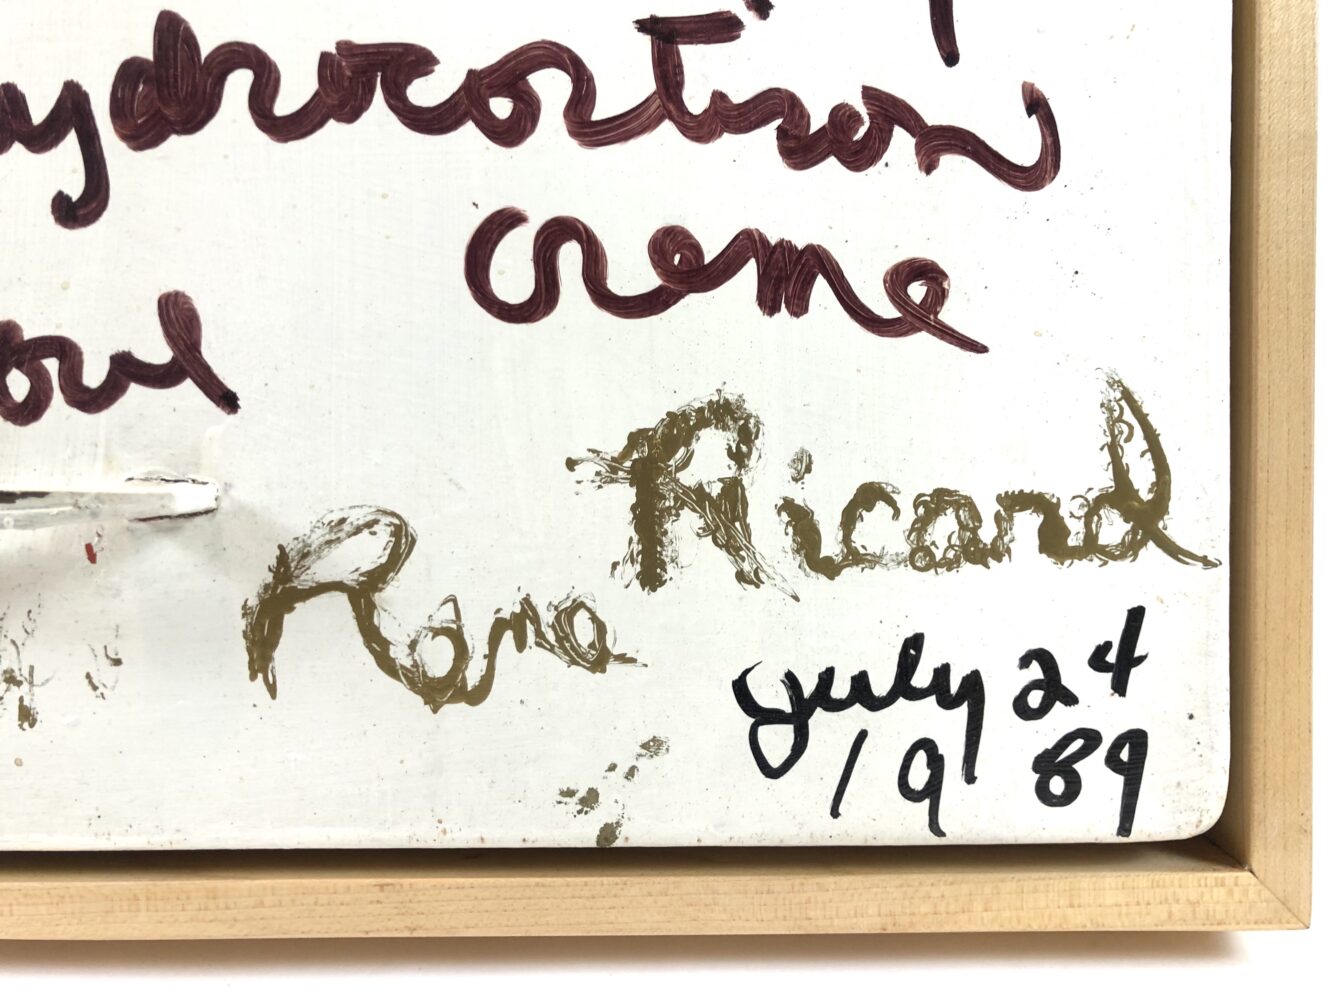 ydrocortison
creme
Rene Ricard
July 24
1989